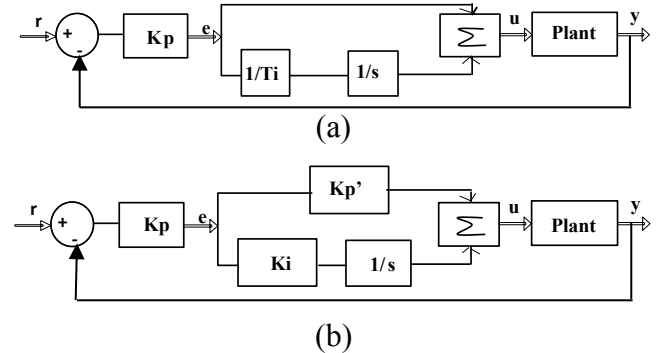 r + - Kp e 1/Ti 1/s Σ u Plant y
(a)
r + - Kp e Kp’ Ki 1/s Σ u Plant y
(b)